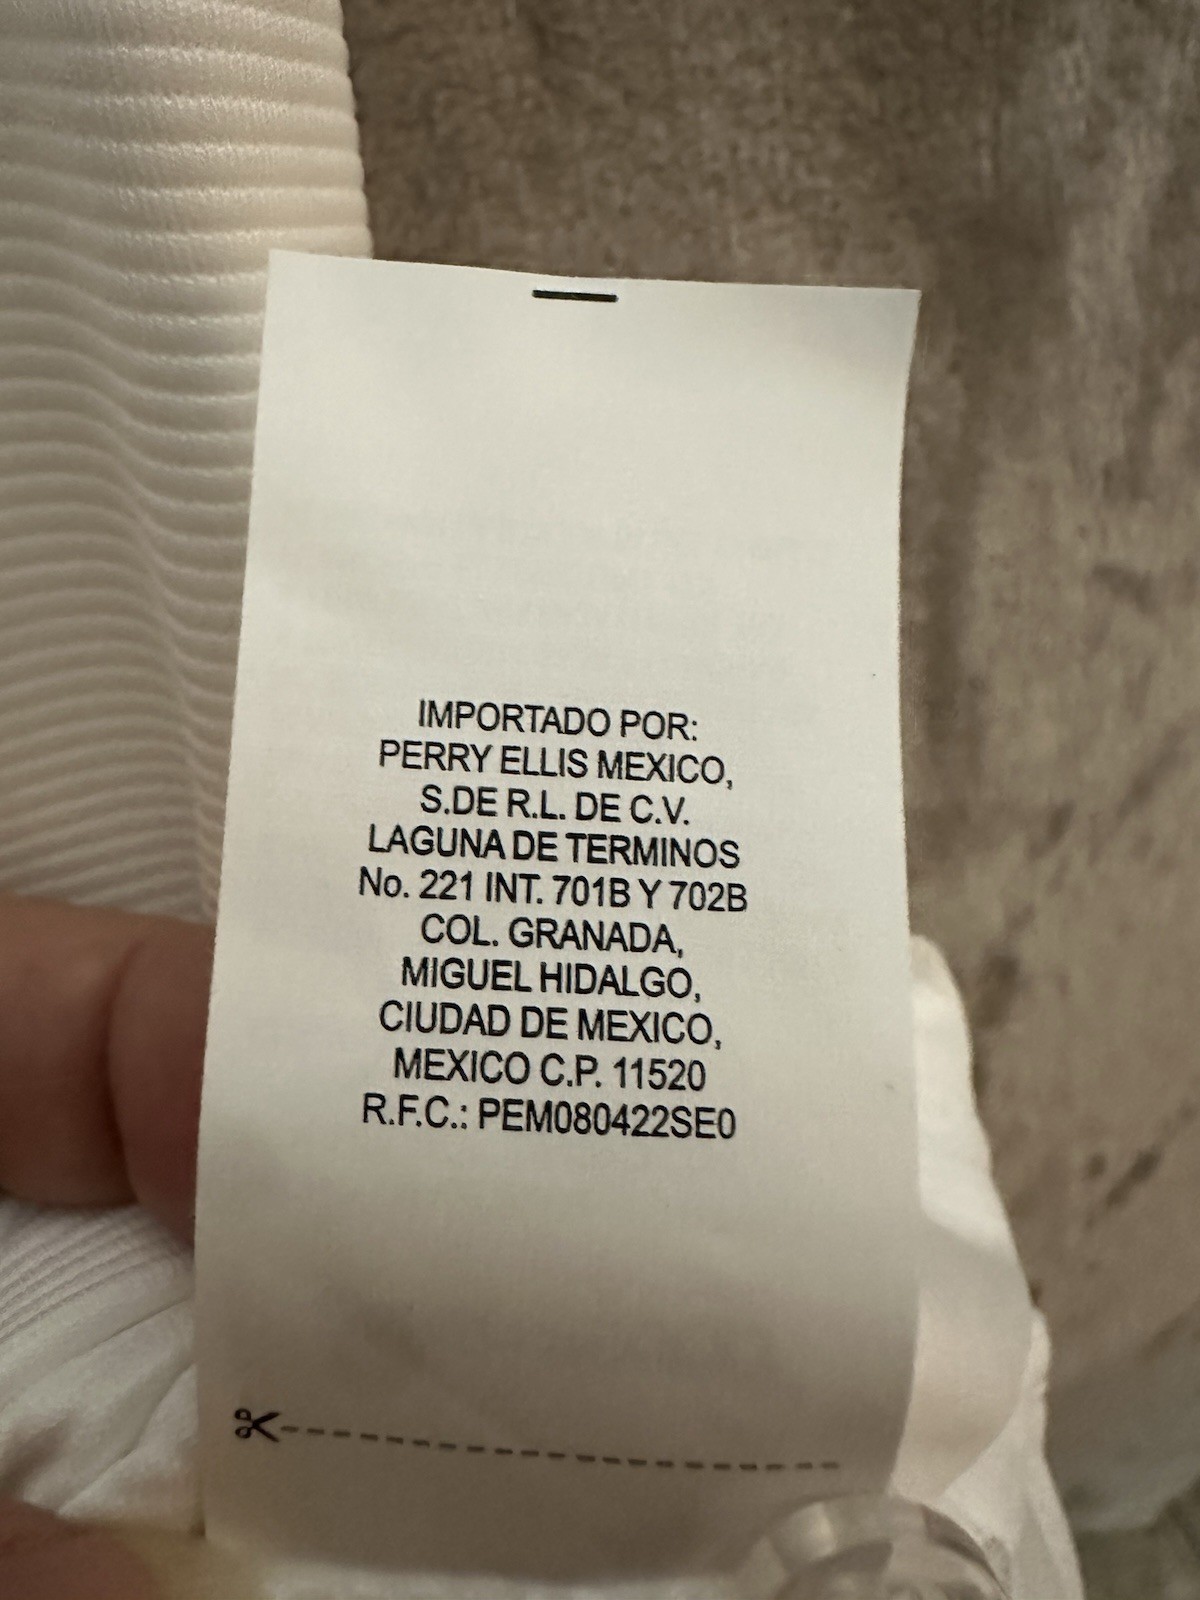 IMPORTADO POR:
PERRY ELLIS MEXICO,
S.DE R.L. DE C.V.
LAGUNA DE TERMINOS
No. 221 INT. 701B Y 702B
COL. GRANADA,
MIGUEL HIDALGO,
CIUDAD DE MEXICO,
MEXICO C.P. 11520
R.F.C.: PEM080422SE0